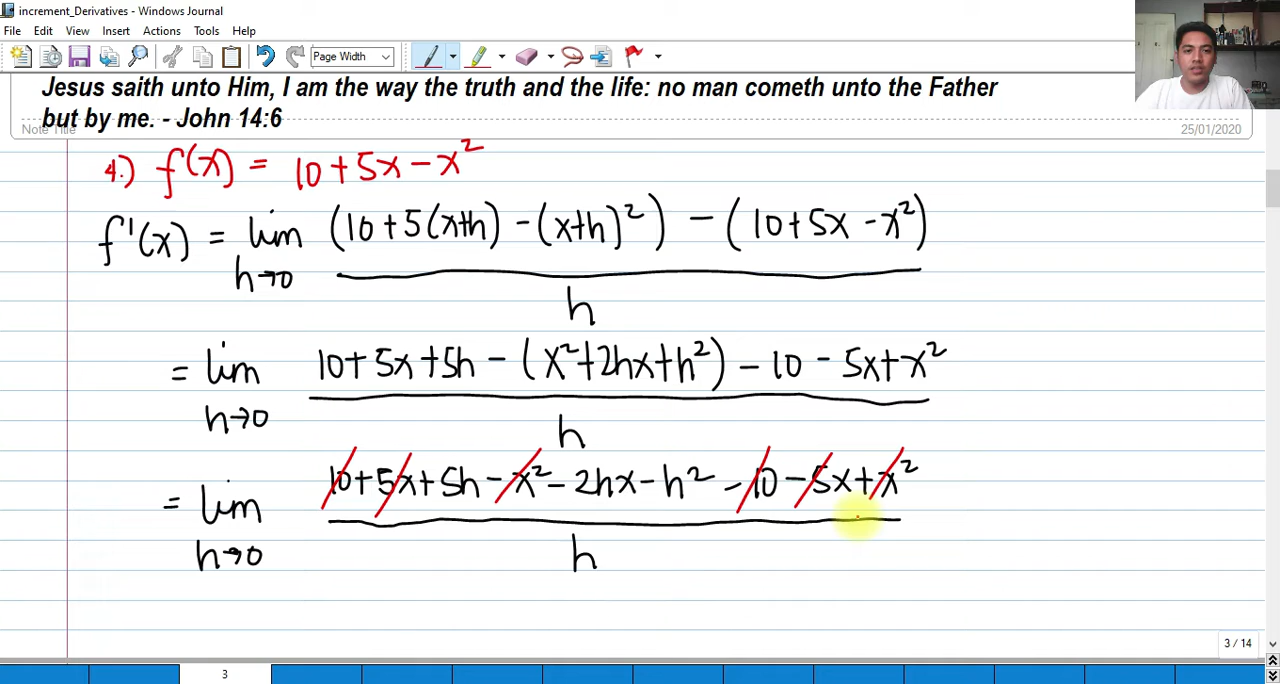 increment_Derivatives - Windows Journal
File Edit View Insert Actions Tools Help
Page Width
Jesus saith unto Him, I am the way the truth and the life: no man cometh unto the Father
but by me. - John 14:6
Note Title
25/01/2020
4.) f(x) = 10+5x-x²
f'(x) = lim (10+5(x+h) -(x+h)²) - (10+5x -x²)
h→0
h
= lim 10+5x+5h - (x²+2hx+h²) - 10 - 5x+x²
h→0
h
= lim 10+5x+5h-x²-2hx-h² -10-5x+x²
h→0
h
3 / 14
3